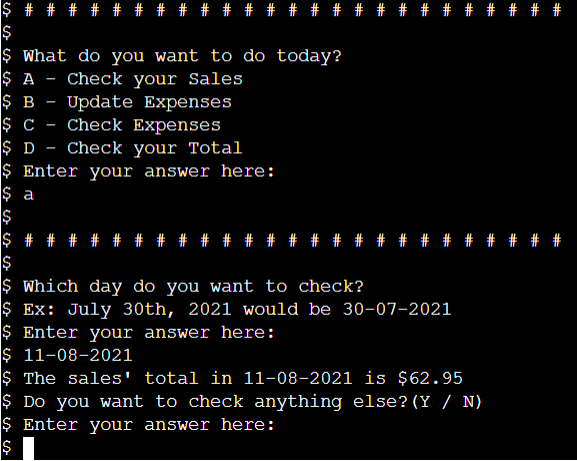 $ # # # # # # # # # # # # # # # # # # # # # # # # #
$
$ What do you want to do today?
$ A - Check your Sales
$ B - Update Expenses
$ C - Check Expenses
$ D - Check your Total
$ Enter your answer here:
$ a
$
$ # # # # # # # # # # # # # # # # # # # # # # # # #
$
$ Which day do you want to check?
$ Ex: July 30th, 2021 would be 30-07-2021
$ Enter your answer here:
$ 11-08-2021
$ The sales' total in 11-08-2021 is $62.95
$ Do you want to check anything else?(Y / N)
$ Enter your answer here:
$